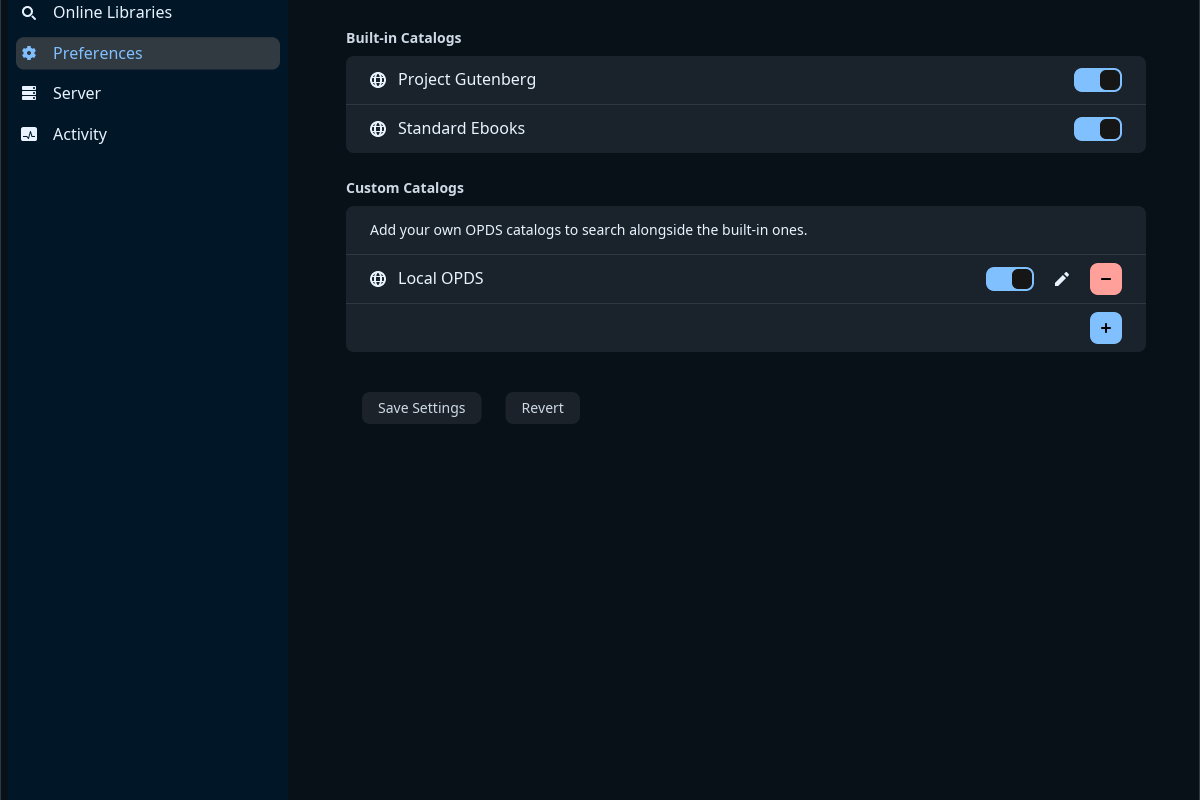 Online Libraries
Preferences
Server
Activity
Built-in Catalogs
Project Gutenberg
Standard Ebooks
Custom Catalogs
Add your own OPDS catalogs to search alongside the built-in ones.
Local OPDS
Save Settings
Revert